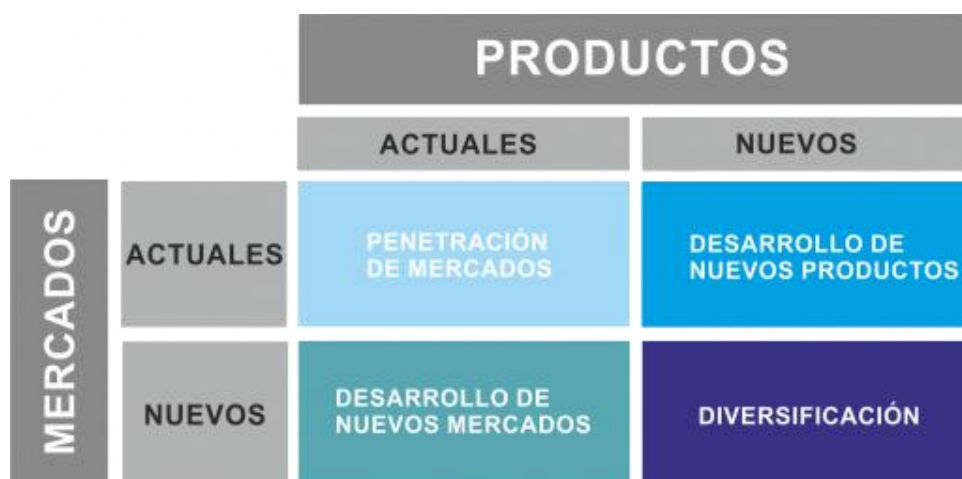 PRODUCTOS
ACTUALES
NUEVOS
MERCADOS
ACTUALES
PENETRACIÓN
DE MERCADOS
DESARROLLO DE
NUEVOS PRODUCTOS
NUEVOS
DESARROLLO DE
NUEVOS MERCADOS
DIVERSIFICACIÓN